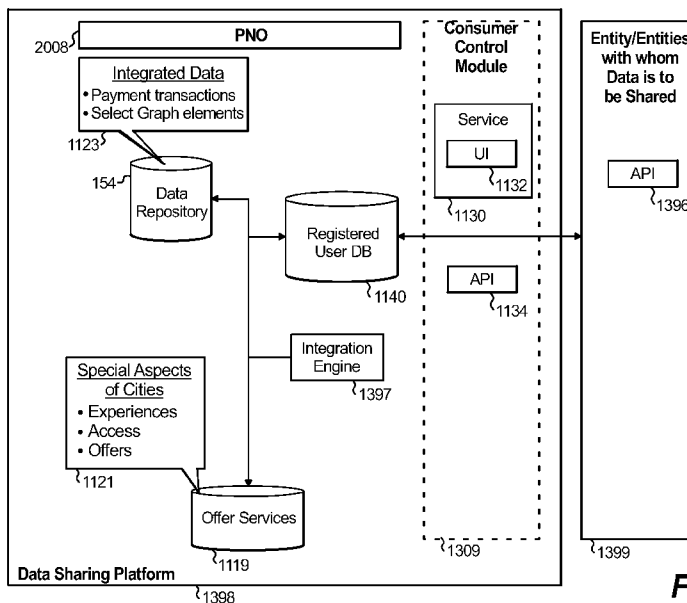 PNO
2008
Integrated Data
• Payment transactions
• Select Graph elements
1123
154
Data
Repository
Registered
User DB
1140
Integration
Engine
1397
Special Aspects
of Cities
• Experiences
• Access
• Offers
1121
Offer Services
1119
Data Sharing Platform
1398
Consumer
Control
Module
Service
UI
1132
1130
API
1134
1309
Entity/Entities
with whom
Data is to
be Shared
API
1396
1399
F